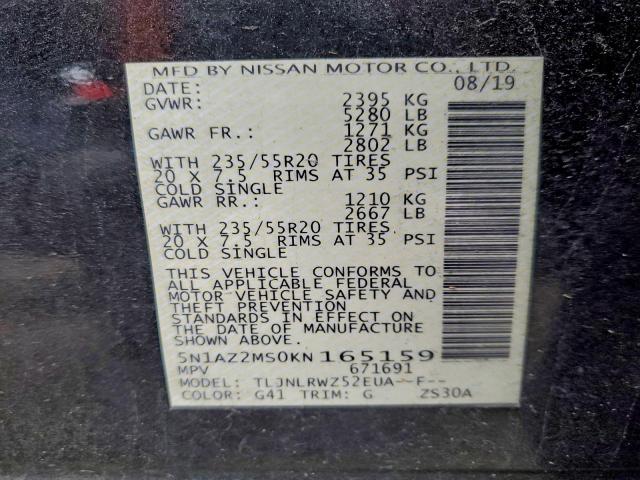 MFD BY NISSAN MOTOR CO., LTD.
DATE: 08/19
GVWR: 2395 KG
5280 LB
GAWR FR.: 1271 KG
2802 LB
WITH 235/55R20 TIRES
20 X 7.5 RIMS AT 35 PSI
COLD SINGLE
GAWR RR.: 1210 KG
2667 LB
WITH 235/55R20 TIRES
20 X 7.5 RIMS AT 35 PSI
COLD SINGLE
THIS VEHICLE CONFORMS TO
ALL APPLICABLE FEDERAL
MOTOR VEHICLE SAFETY AND
THEFT PREVENTION
STANDARDS IN EFFECT ON
THE DATE OF MANUFACTURE
SHOWN ABOVE.
5N1AZ2MS0KN165159
MPV 671691
MODEL: TLJNLRWZ52EUA--F--
COLOR: G41 TRIM: G ZS30A